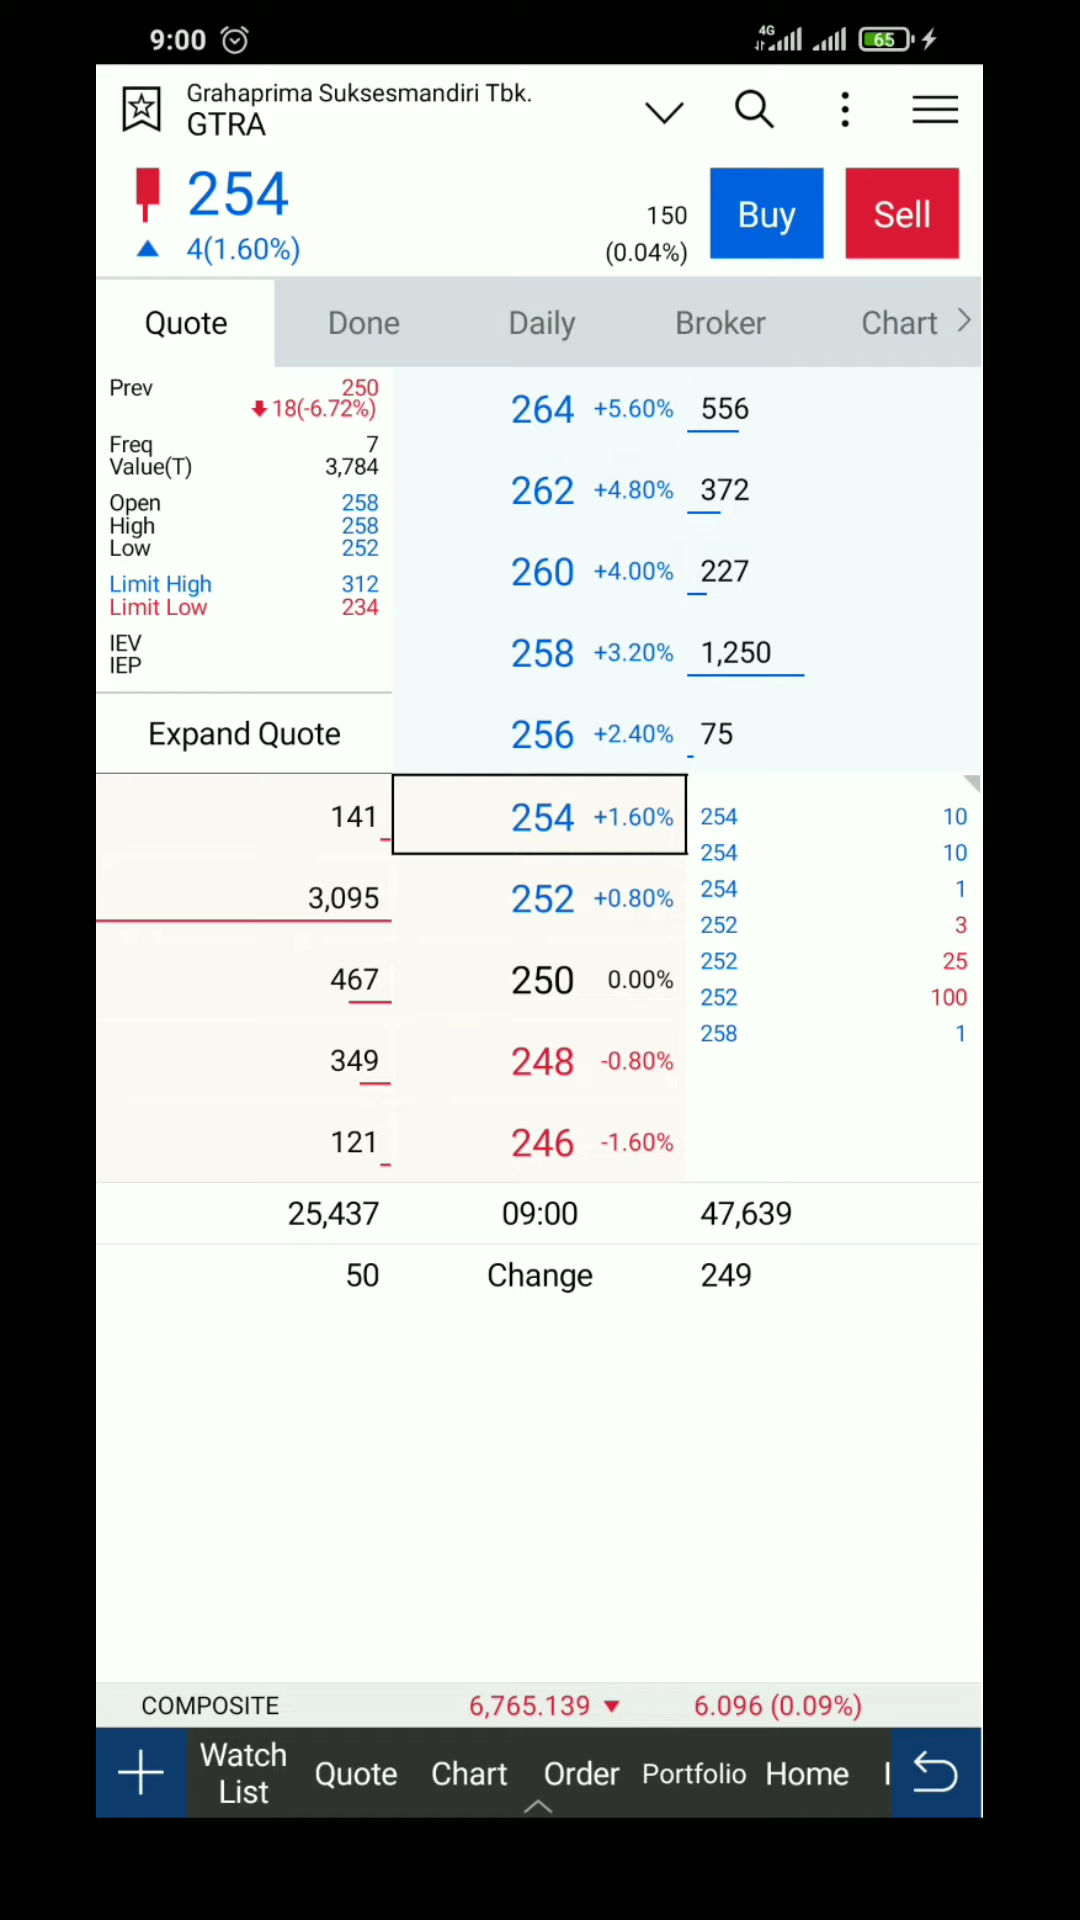 9:00 4G 65
Grahaprima Suksesmandiri Tbk.
GTRA
254 150 Buy Sell
4(1.60%) (0.04%)
Quote Done Daily Broker Chart
Prev 250
18(-6.72%)
Freq 7
Value(T) 3,784
Open 258
High 258
Low 252
Limit High 312
Limit Low 234
IEV
IEP
Expand Quote
264 +5.60% 556
262 +4.80% 372
260 +4.00% 227
258 +3.20% 1,250
256 +2.40% 75
141 254 +1.60%
3,095 252 +0.80%
467 250 0.00%
349 248 -0.80%
121 246 -1.60%
254 10
254 10
254 1
252 3
252 25
252 100
258 1
25,437 09:00 47,639
50 Change 249
COMPOSITE 6,765.139 6.096 (0.09%)
Watch
List
Quote Chart Order Portfolio Home